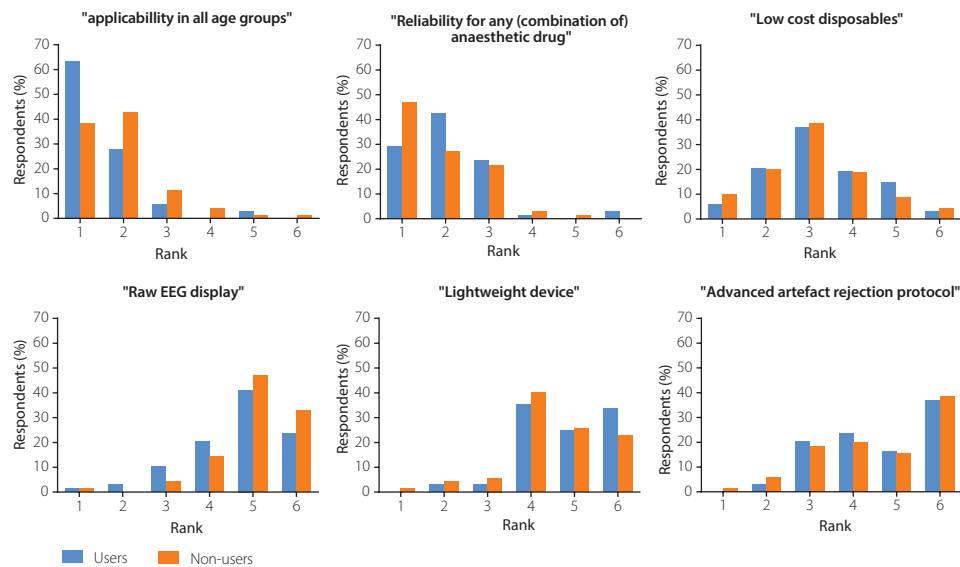 "applicabillity in all age groups"
Respondents (%)
70
60
50
40
30
20
10
0
1 2 3 4 5 6
Rank
"Reliability for any (combination of)
anaesthetic drug"
Respondents (%)
70
60
50
40
30
20
10
0
1 2 3 4 5 6
Rank
"Low cost disposables"
Respondents (%)
70
60
50
40
30
20
10
0
1 2 3 4 5 6
Rank
"Raw EEG display"
Respondents (%)
70
60
50
40
30
20
10
0
1 2 3 4 5 6
Rank
"Lightweight device"
Respondents (%)
70
60
50
40
30
20
10
0
1 2 3 4 5 6
Rank
"Advanced artefact rejection protocol"
Respondents (%)
70
60
50
40
30
20
10
0
1 2 3 4 5 6
Rank
Users Non-users